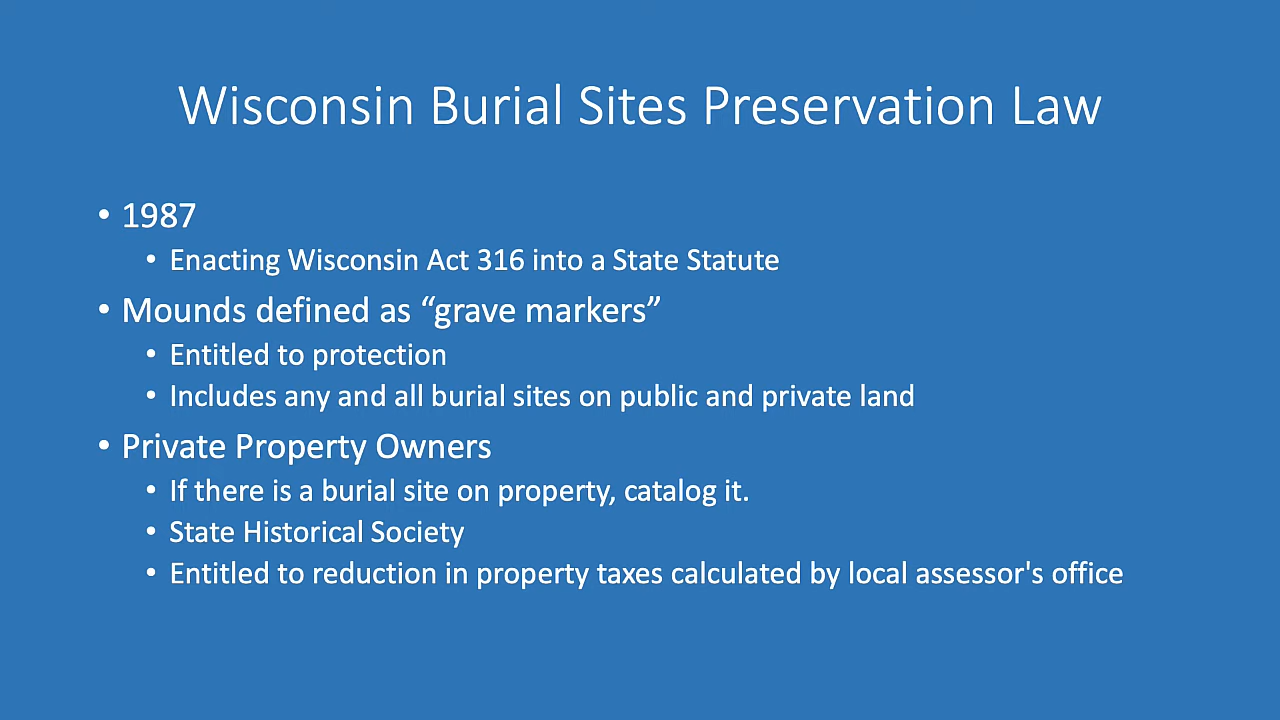 Wisconsin Burial Sites Preservation Law
• 1987
• Enacting Wisconsin Act 316 into a State Statute
• Mounds defined as “grave markers”
• Entitled to protection
• Includes any and all burial sites on public and private land
• Private Property Owners
• If there is a burial site on property, catalog it.
• State Historical Society
• Entitled to reduction in property taxes calculated by local assessor's office